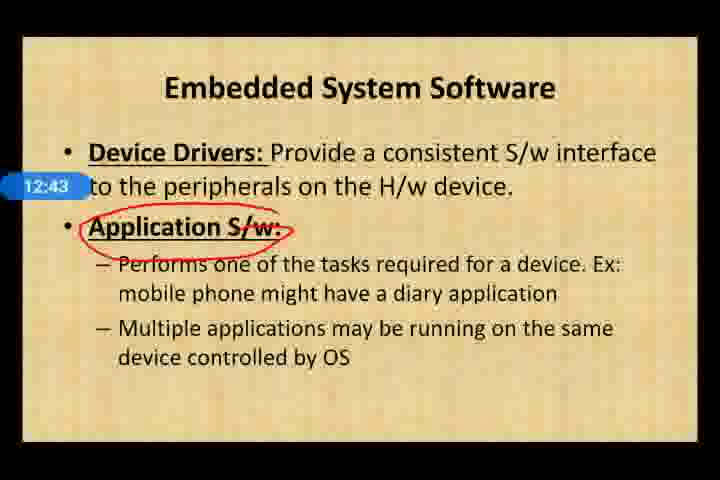 Embedded System Software
• Device Drivers: Provide a consistent S/w interface
12:43
to the peripherals on the H/w device.
• Application S/w:
– Performs one of the tasks required for a device. Ex:
mobile phone might have a diary application
– Multiple applications may be running on the same
device controlled by OS